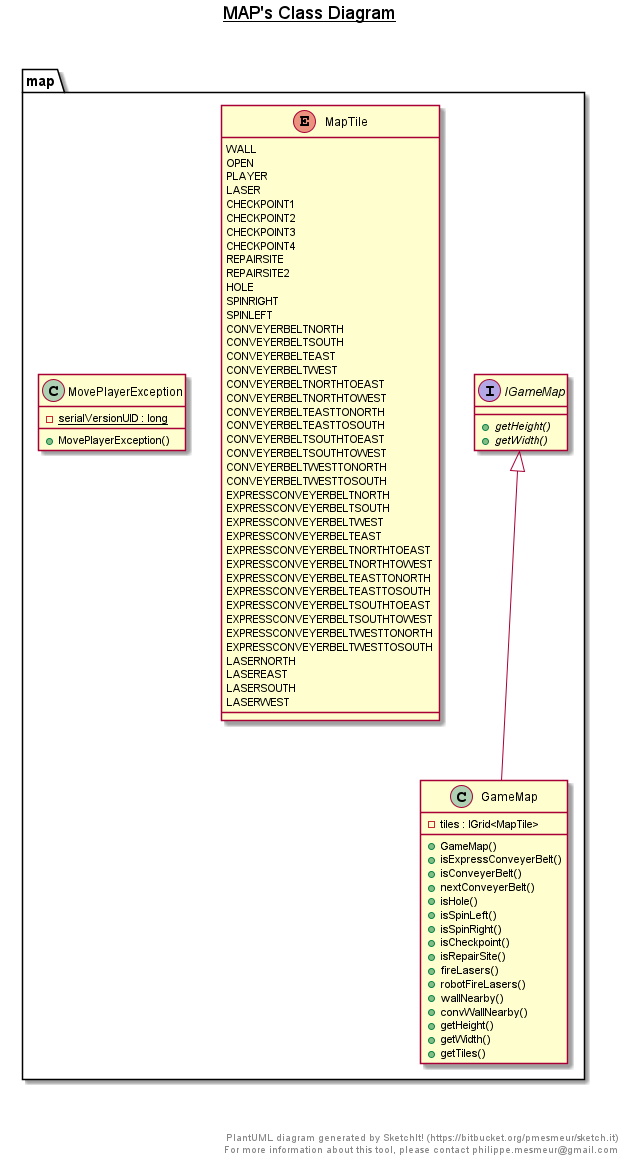 MAP's Class Diagram
map
E MapTile
WALL
OPEN
PLAYER
LASER
CHECKPOINT1
CHECKPOINT2
CHECKPOINT3
CHECKPOINT4
REPAIRSITE
REPAIRSITE2
HOLE
SPINRIGHT
SPINLEFT
CONVEYERBELTNORTH
CONVEYERBELTSOUTH
CONVEYERBELTEAST
CONVEYERBELTWEST
CONVEYERBELTNORTHTOEAST
CONVEYERBELTNORTHTOWEST
CONVEYERBELTEASTTONORTH
CONVEYERBELTEASTTOSOUTH
CONVEYERBELTSOUTHTOEAST
CONVEYERBELTSOUTHTOWEST
CONVEYERBELTWESTTONORTH
CONVEYERBELTWESTTOSOUTH
EXPRESSCONVEYERBELTNORTH
EXPRESSCONVEYERBELTSOUTH
EXPRESSCONVEYERBELTWEST
EXPRESSCONVEYERBELTEAST
EXPRESSCONVEYERBELTNORTHTOEAST
EXPRESSCONVEYERBELTNORTHTOWEST
EXPRESSCONVEYERBELTEASTTONORTH
EXPRESSCONVEYERBELTEASTTOSOUTH
EXPRESSCONVEYERBELTSOUTHTOEAST
EXPRESSCONVEYERBELTSOUTHTOWEST
EXPRESSCONVEYERBELTWESTTONORTH
EXPRESSCONVEYERBELTWESTTOSOUTH
LASERNORTH
LASEREAST
LASERSOUTH
LASERWEST
C MovePlayerException
serialVersionUID : long
MovePlayerException()
I IGameMap
getHeight()
getWidth()
C GameMap
tiles : IGrid<MapTile>
GameMap()
isExpressConveyerBelt()
isConveyerBelt()
nextConveyerBelt()
isHole()
isSpinLeft()
isSpinRight()
isCheckpoint()
isRepairSite()
fireLasers()
robotFireLasers()
wallNearby()
convWallNearby()
getHeight()
getWidth()
getTiles()
PlantUML diagram generated by SketchIt! (https://bitbucket.org/pmesmeur/sketch.it)
For more information about this tool, please contact philippe.mesmeur@gmail.com